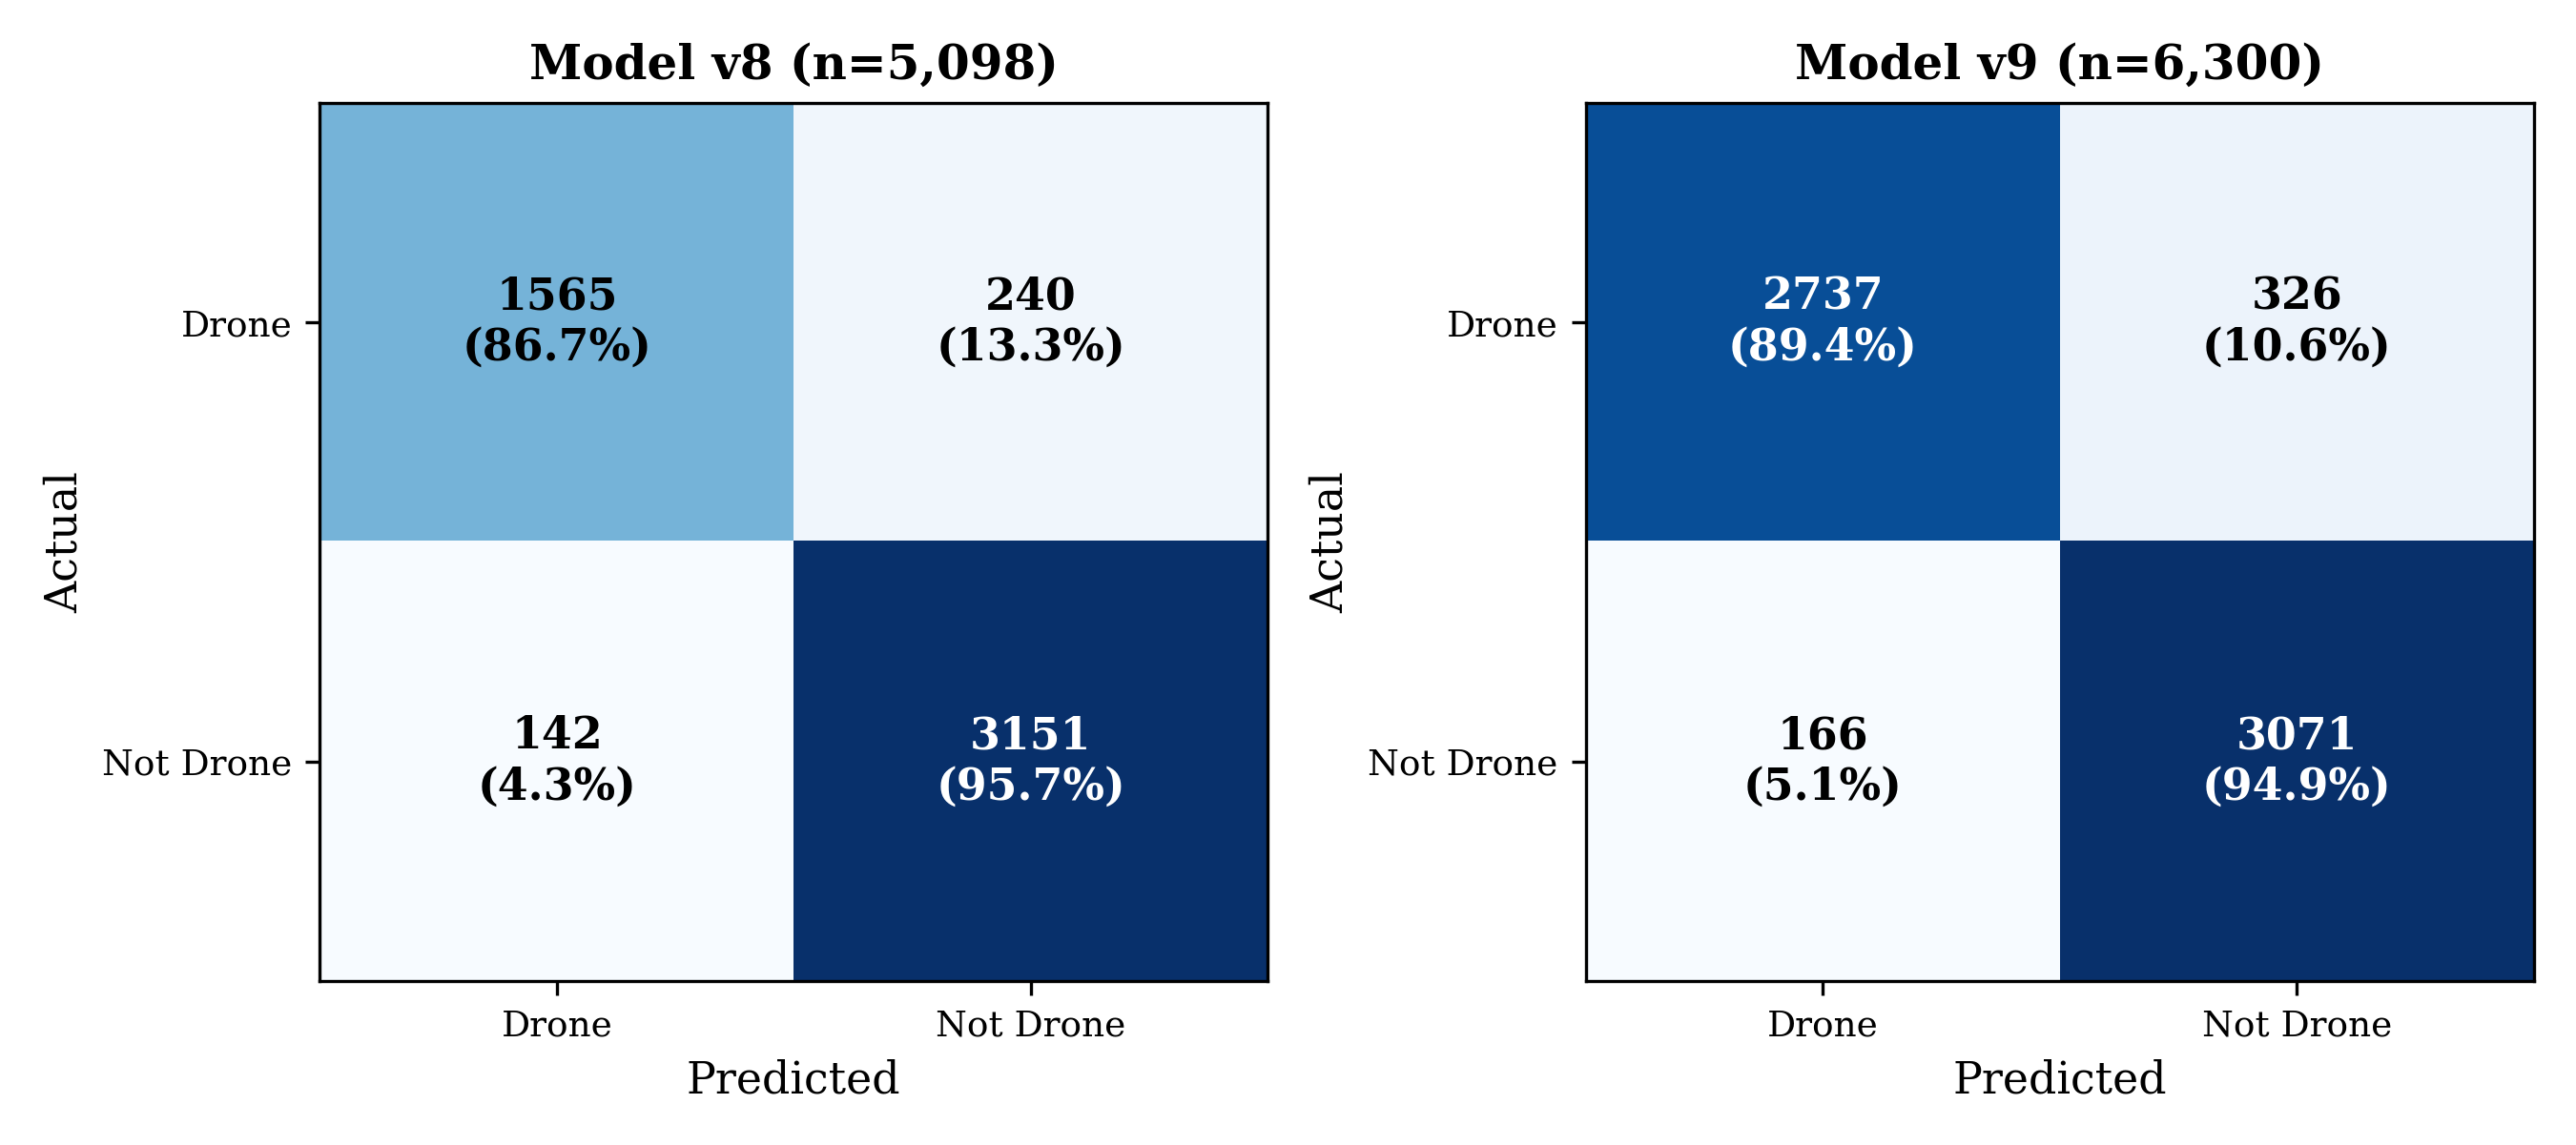 Model v8 (n=5,098)
Actual
Drone
1565
(86.7%)
240
(13.3%)
Not Drone
142
(4.3%)
3151
(95.7%)
Drone
Not Drone
Predicted
Model v9 (n=6,300)
Actual
Drone
2737
(89.4%)
326
(10.6%)
Not Drone
166
(5.1%)
3071
(94.9%)
Drone
Not Drone
Predicted